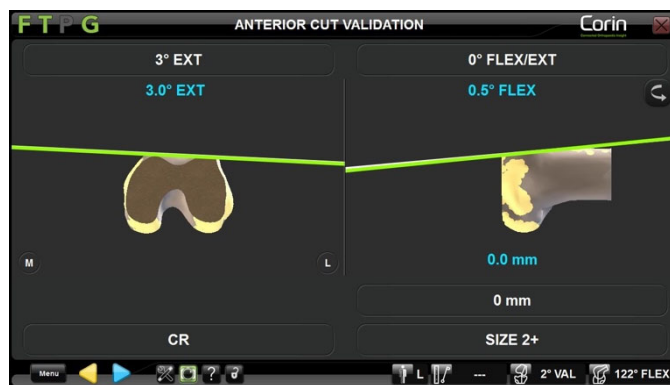 F T P G
ANTERIOR CUT VALIDATION
Corin
3° EXT
0° FLEX/EXT
3.0° EXT
0.5° FLEX
M
L
0.0 mm
0 mm
CR
SIZE 2+
Menu
?
L
---
2° VAL
122° FLEX